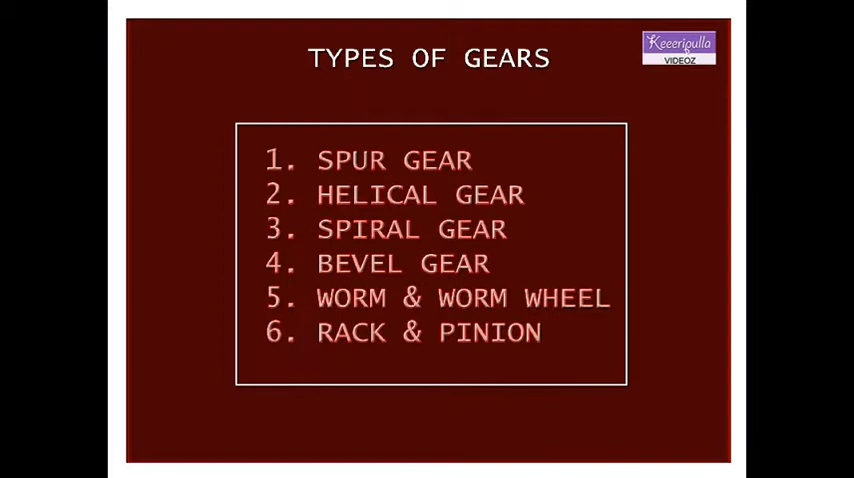 TYPES OF GEARS
Keeeripulla
VIDEOZ
1. SPUR GEAR
2. HELICAL GEAR
3. SPIRAL GEAR
4. BEVEL GEAR
5. WORM & WORM WHEEL
6. RACK & PINION